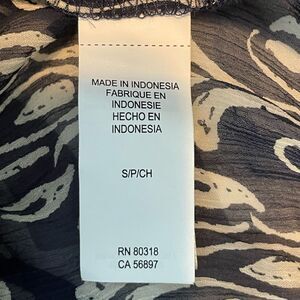 MADE IN INDONESIA
FABRIQUE EN
INDONESIE
HECHO EN
INDONESIA
S/P/CH
RN 80318
CA 56897